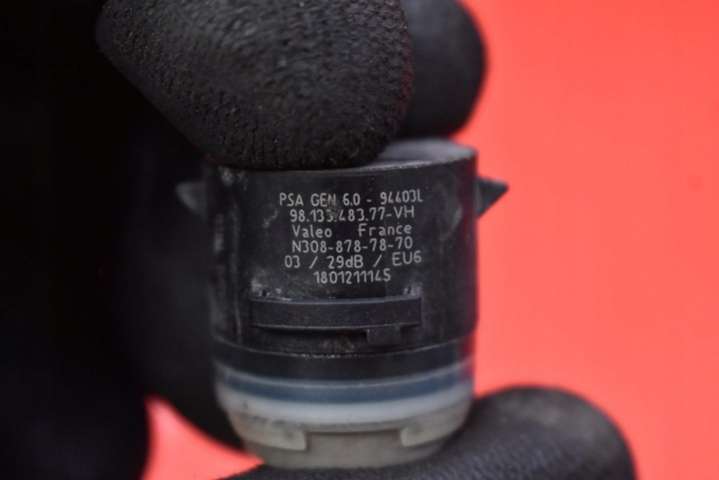 PSA GEN 6.0 - 94403L
98.133.483.77-VH
Valeo France
N308-878-78-70
03 / 29dB / EU6
1801211145